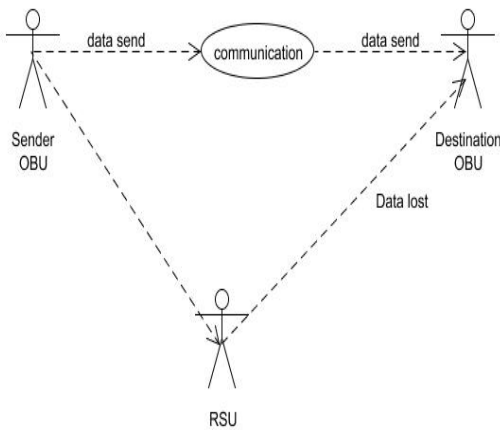 data send
communication
data send
Sender
OBU
Destination
OBU
Data lost
RSU